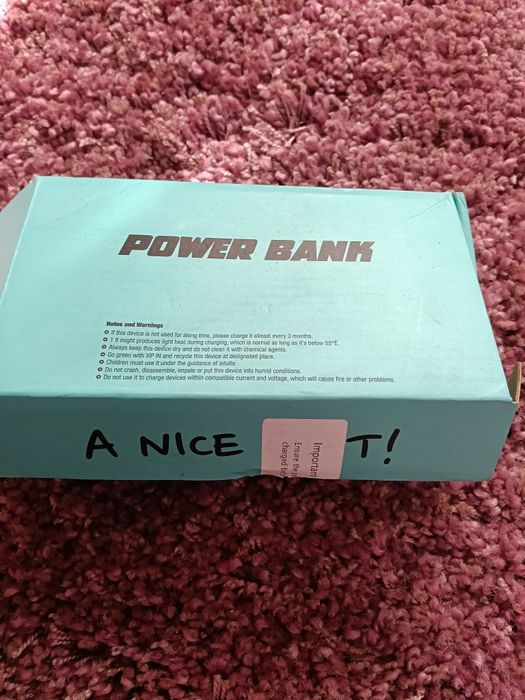 POWER BANK
Notes and Warnings
If this device is not used for along time, please charge it atleast every 3 months.
1 It might produces light heat during charging, which is normal as long as it's below 55°E.
Always keep this device dry and do not clean it with chemical agents.
Go green with XIP IN and recycle this device at designated place.
Children must use it under the guidance of adults.
Do not crash, disassemble, impale or put this device into humid conditions.
Do not use it to charge devices within compatible current and voltage, which will cause fire or other problems.
A NICE T!
Important
Ensure the
charged